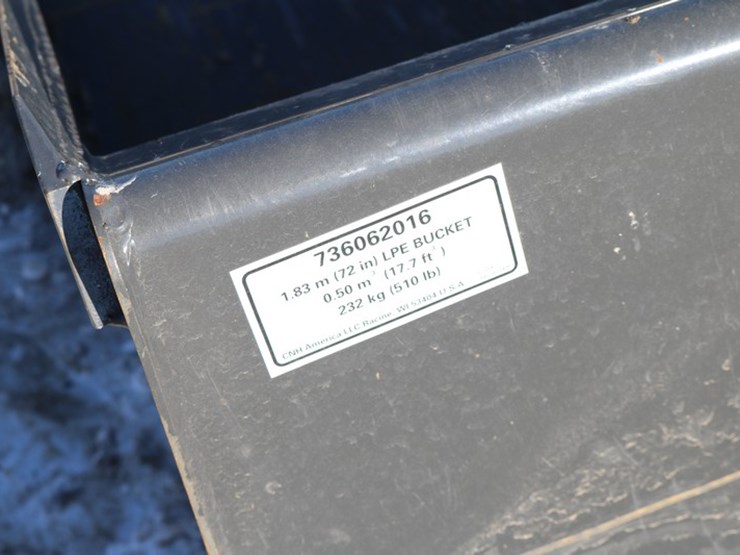 736062016
1.83 m (72 in) LPE BUCKET
0.50 m³ (17.7 ft³)
232 kg (510 lb)
CNH America LLC Racine, WI 53404 U.S.A.